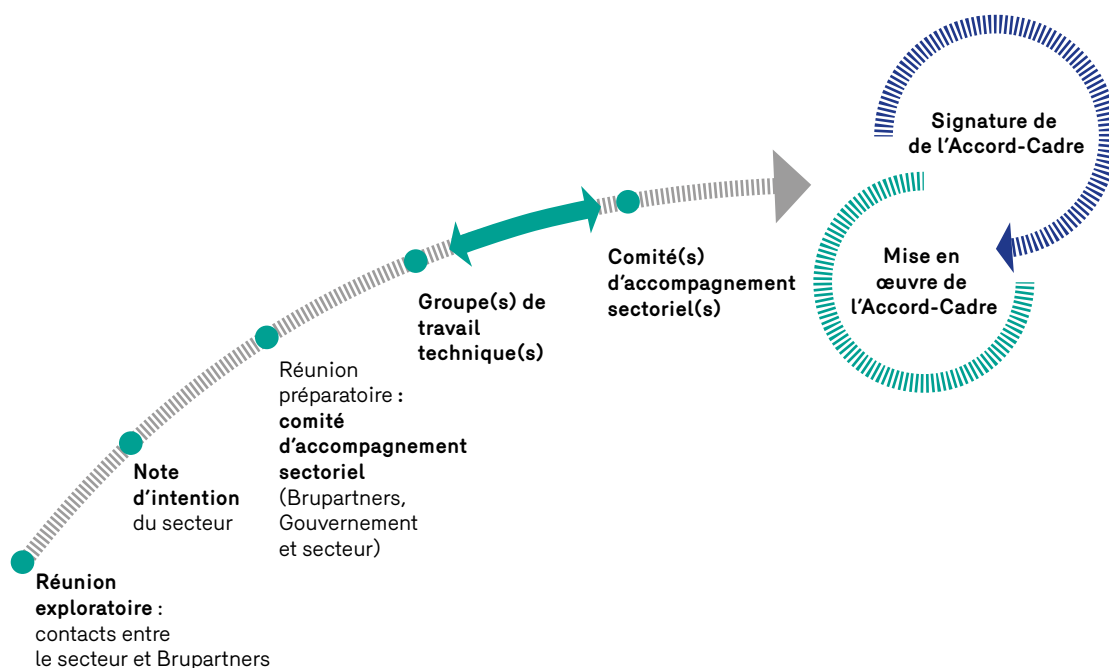 Réunion
exploratoire :
contacts entre
le secteur et Brupartners
Note
d'intention
du secteur
Réunion
préparatoire :
comité
d'accompagnement
sectoriel
(Brupartners,
Gouvernement
et secteur)
Groupe(s) de
travail
technique(s)
Comité(s)
d'accompagnement
sectoriel(s)
Signature de
de l'Accord-Cadre
Mise en
œuvre de
l'Accord-Cadre